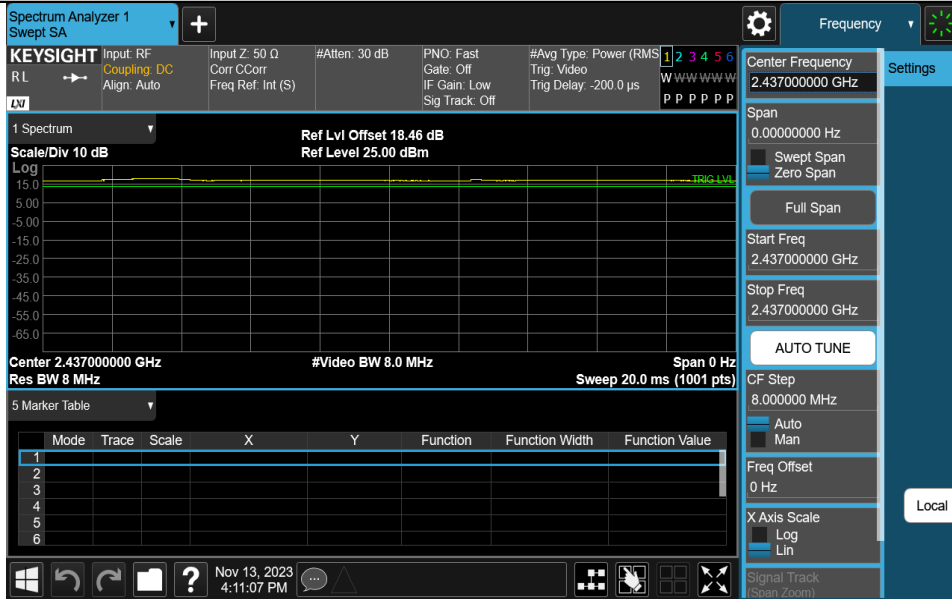 Spectrum Analyzer 1
Swept SA
Frequency
KEYSIGHT
RL
LXI
Input: RF
Coupling: DC
Align: Auto
Input Z: 50 Ω
Corr CCorr
Freq Ref: Int (S)
#Atten: 30 dB
PNO: Fast
Gate: Off
IF Gain: Low
Sig Track: Off
#Avg Type: Power (RMS
Trig: Video
Trig Delay: -200.0 µs
1 2 3 4 5 6
W W W W W W
P P P P P P
1 Spectrum
Scale/Div 10 dB
Ref Lvl Offset 18.46 dB
Ref Level 25.00 dBm
Log
15.0
5.00
-5.00
-15.0
-25.0
-35.0
-45.0
-55.0
-65.0
TRIG LVL
Center 2.437000000 GHz
Res BW 8 MHz
#Video BW 8.0 MHz
Span 0 Hz
Sweep 20.0 ms (1001 pts)
5 Marker Table
Mode Trace Scale X Y Function Function Width Function Value
1
2
3
4
5
6
Nov 13, 2023
4:11:07 PM
Center Frequency
2.437000000 GHz
Span
0.00000000 Hz
Swept Span
Zero Span
Full Span
Start Freq
2.437000000 GHz
Stop Freq
2.437000000 GHz
AUTO TUNE
CF Step
8.000000 MHz
Auto
Man
Freq Offset
0 Hz
X Axis Scale
Log
Lin
Signal Track
(Span Zoom)
Settings
Local